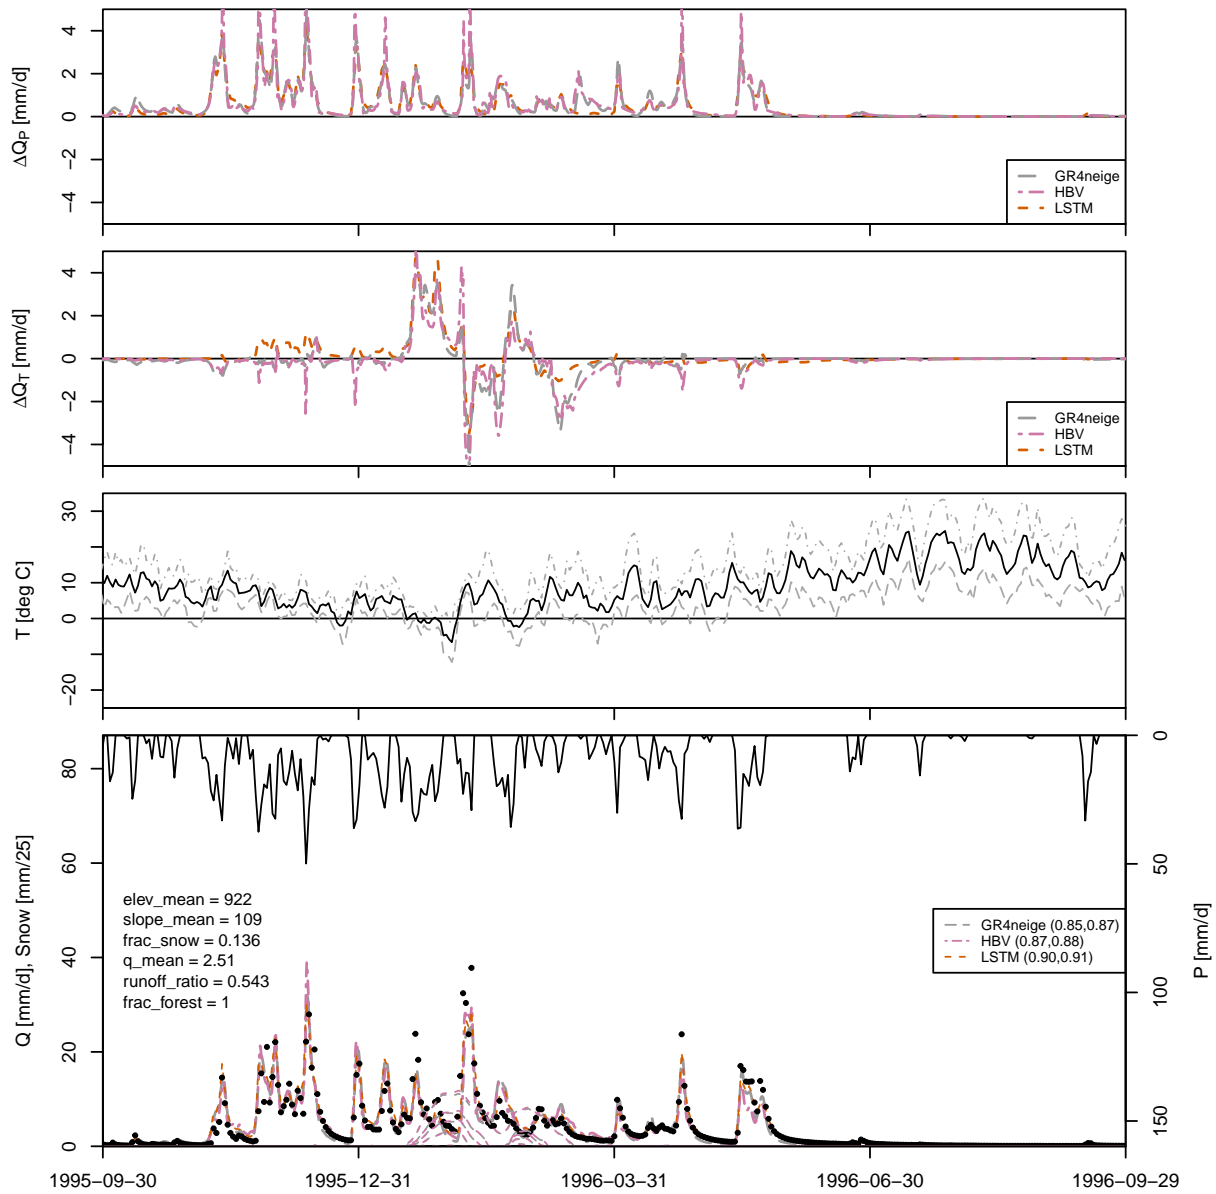 ΔQP [mm/d]
4
2
0
−2
−4
GR4neige
HBV
LSTM
ΔQT [mm/d]
4
2
0
−2
−4
GR4neige
HBV
LSTM
T [deg C]
30
10
0
−20
Q [mm/d], Snow [mm/25]
80
60
40
20
0
P [mm/d]
0
50
100
150
elev_mean = 922
slope_mean = 109
frac_snow = 0.136
q_mean = 2.51
runoff_ratio = 0.543
frac_forest = 1
GR4neige (0.85,0.87)
HBV (0.87,0.88)
LSTM (0.90,0.91)
1995−09−30
1995−12−31
1996−03−31
1996−06−30
1996−09−29